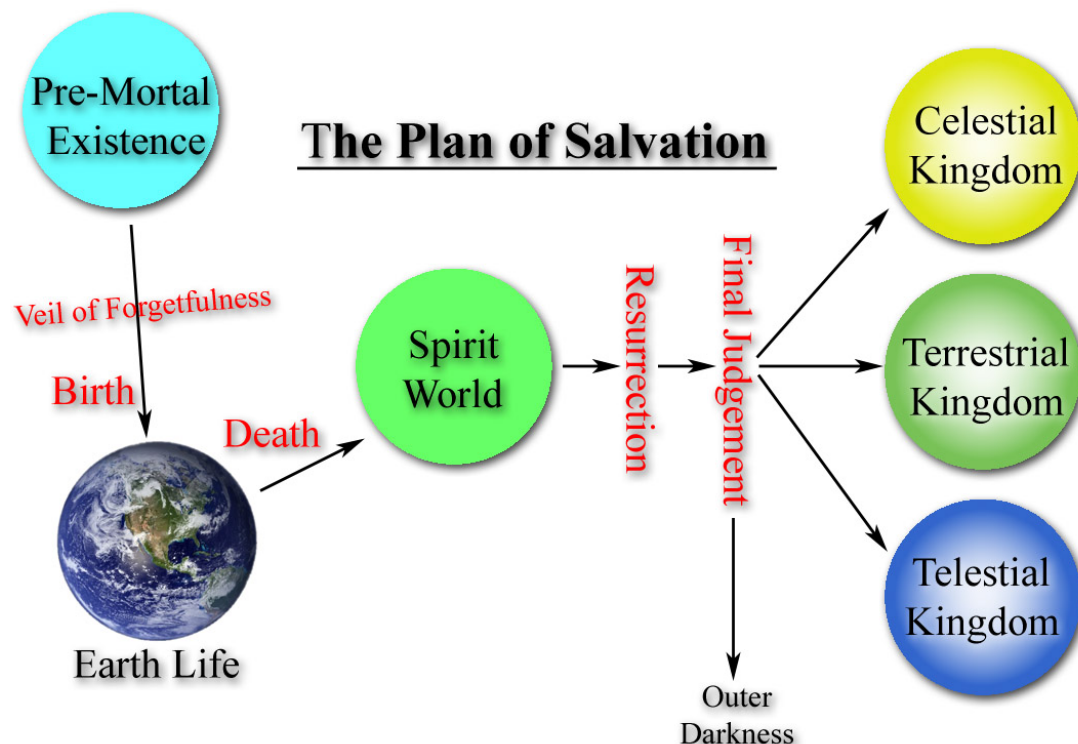 Pre-Mortal
Existence
The Plan of Salvation
Celestial
Kingdom
Veil of Forgetfulness
Birth
Death
Earth Life
Spirit
World
Resurrection
Final Judgement
Terrestrial
Kingdom
Telestial
Kingdom
Outer
Darkness